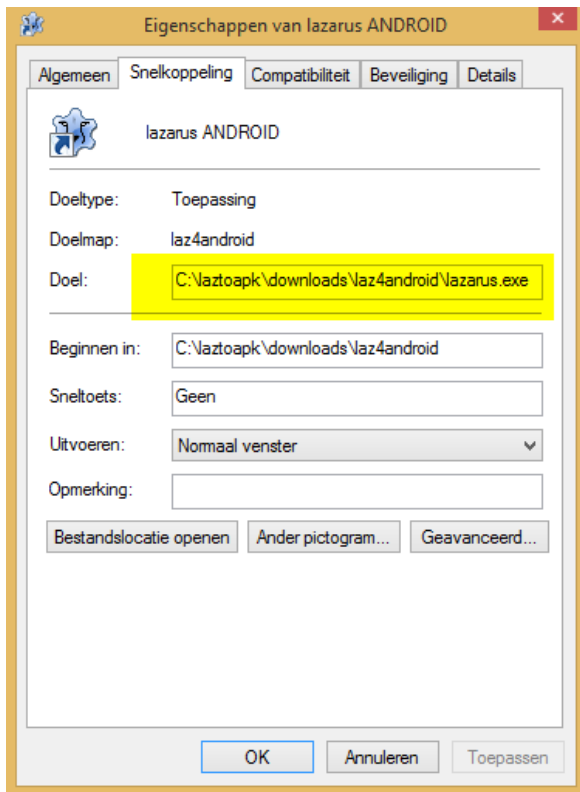 Eigenschappen van lazarus ANDROID
Algemeen Snelkoppeling Compatibiliteit Beveiliging Details
lazarus ANDROID
Doeltype: Toepassing
Doelmap: laz4android
Doel: C:\laztoapk\downloads\laz4android\lazarus.exe
Beginnen in: C:\laztoapk\downloads\laz4android
Sneltoets: Geen
Uitvoeren: Normaal venster
Opmerking:
Bestandslocatie openen Ander pictogram... Geavanceerd...
OK Annuleren Toepassen